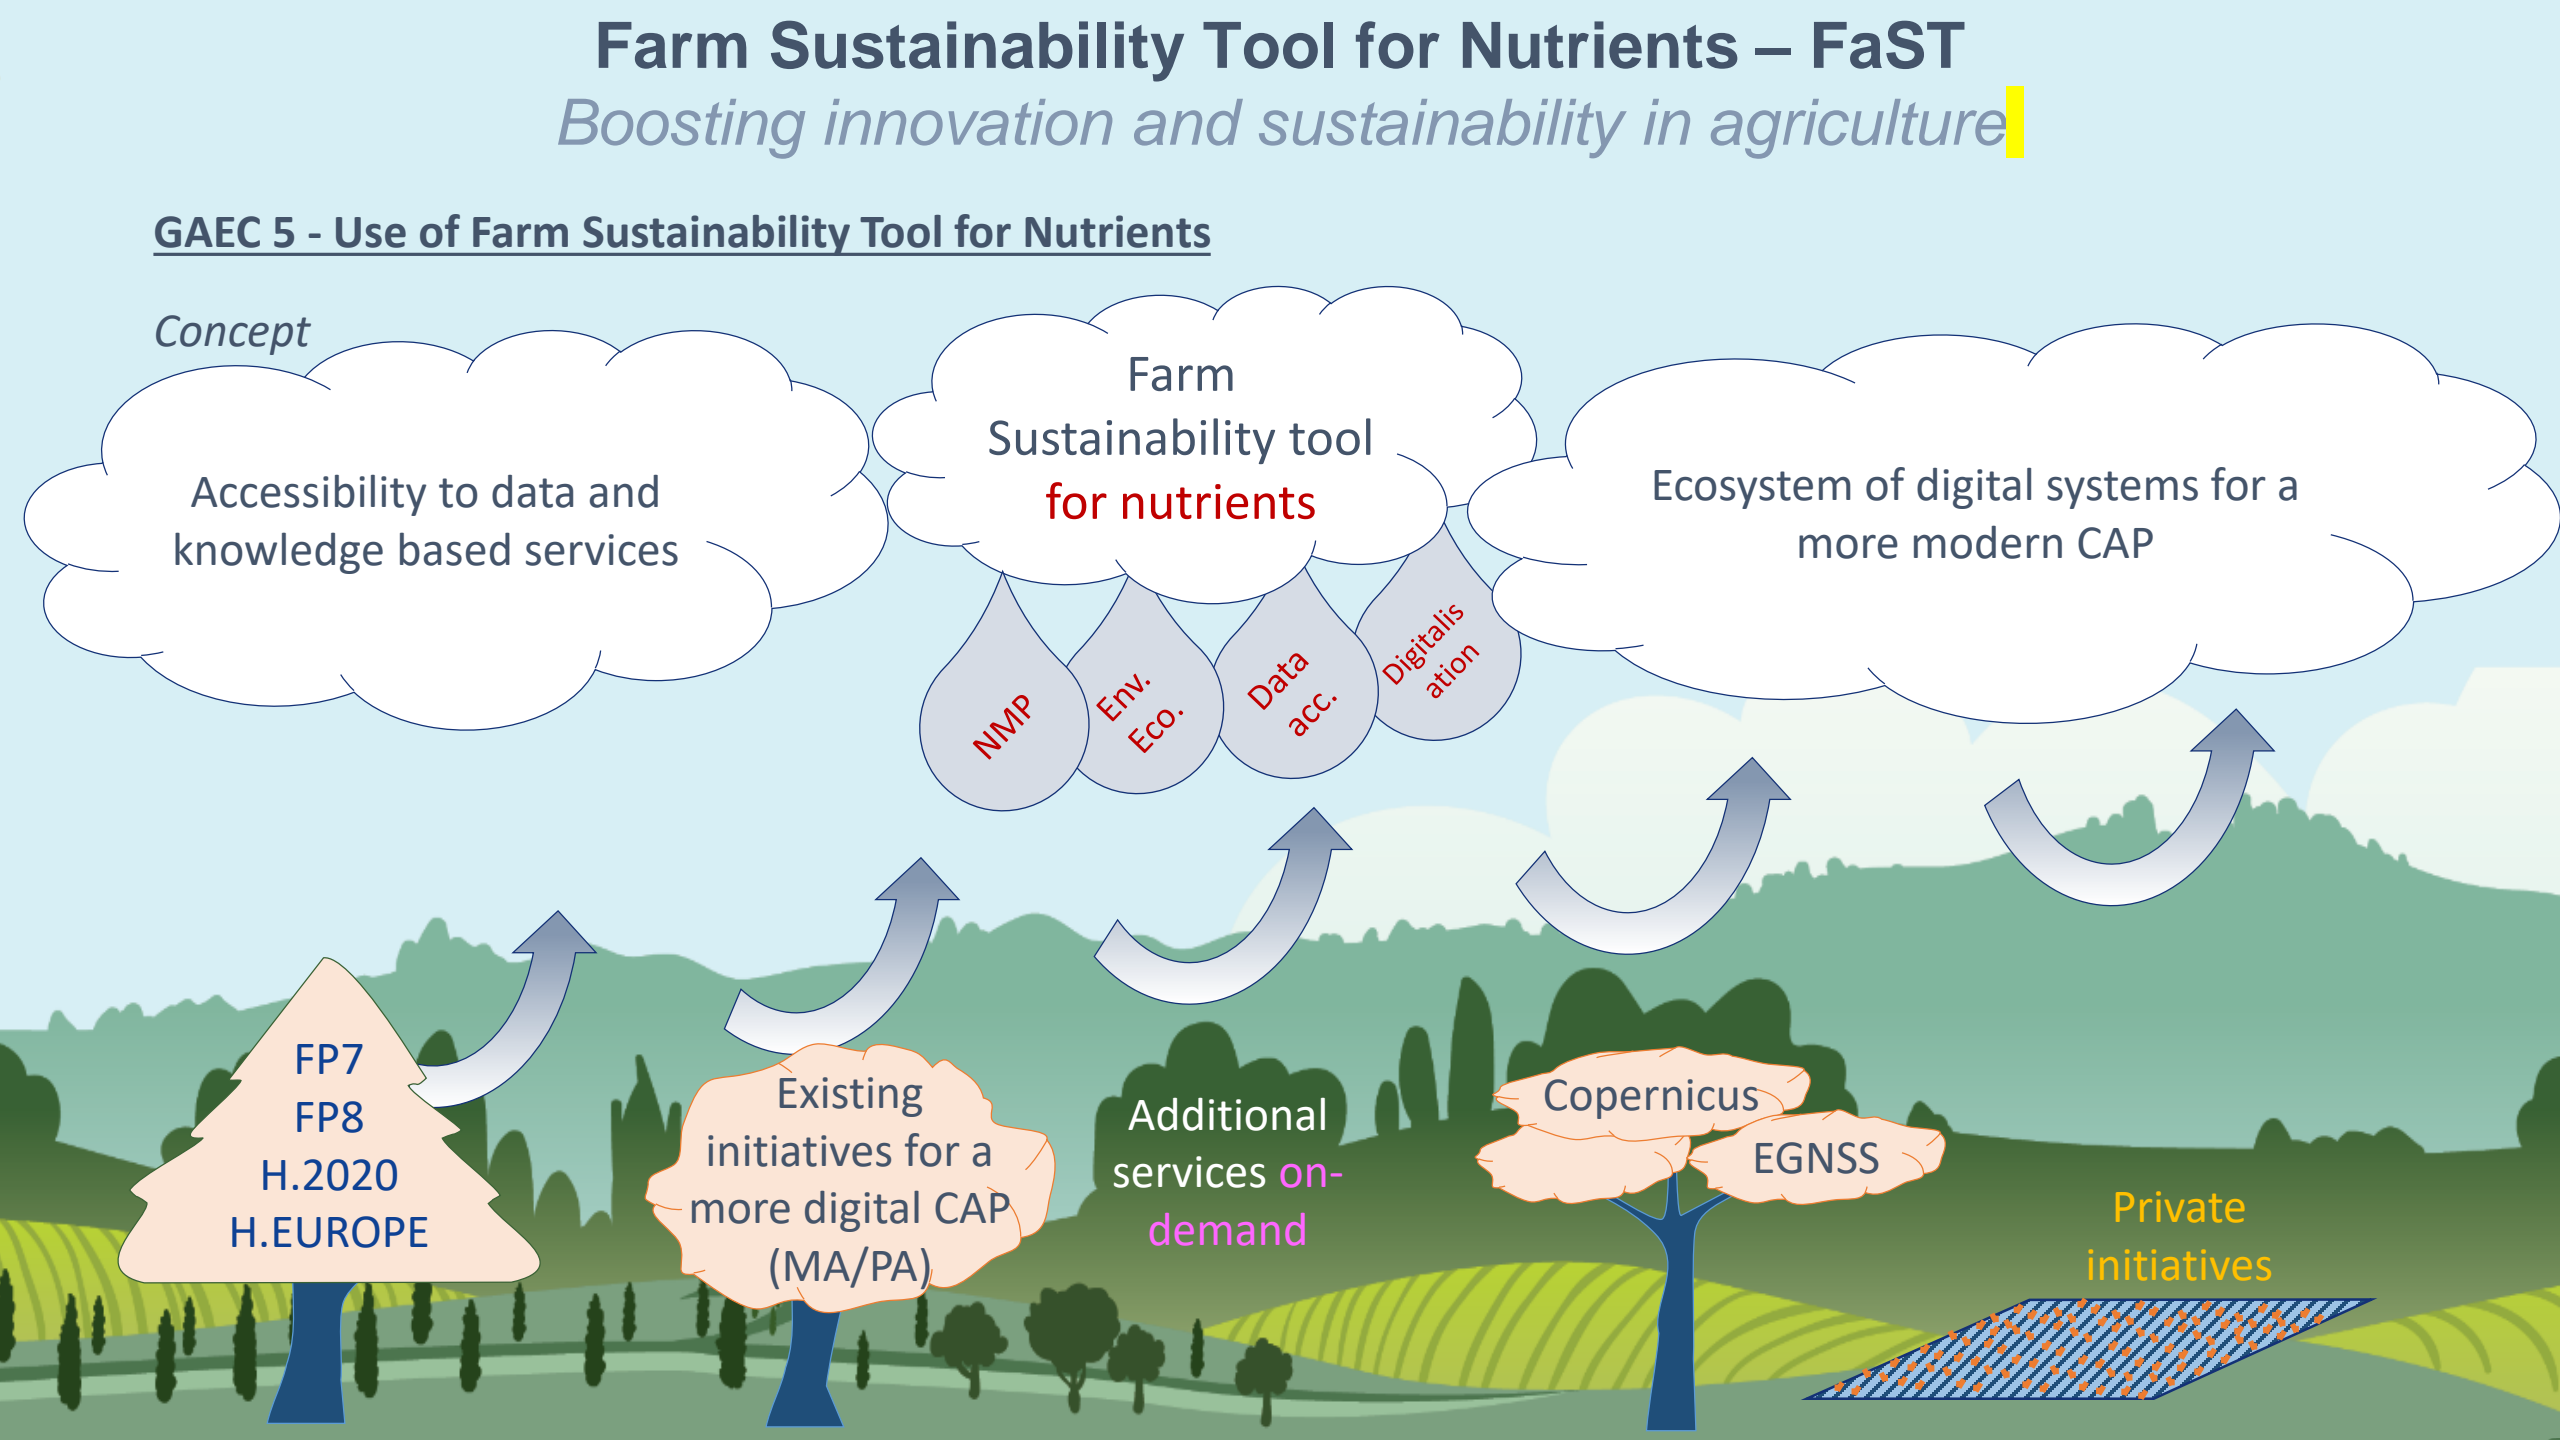 Farm Sustainability Tool for Nutrients – FaST
Boosting innovation and sustainability in agriculture
GAEC 5 - Use of Farm Sustainability Tool for Nutrients
Concept
Accessibility to data and
knowledge based services
Farm
Sustainability tool
for nutrients
Ecosystem of digital systems for a
more modern CAP
NMP
Env.
Eco.
Data
acc.
Digitalis
ation
FP7
FP8
H.2020
H.EUROPE
Existing
initiatives for a
more digital CAP
(MA/PA)
Additional
services on-
demand
Copernicus
EGNSS
Private
initiatives